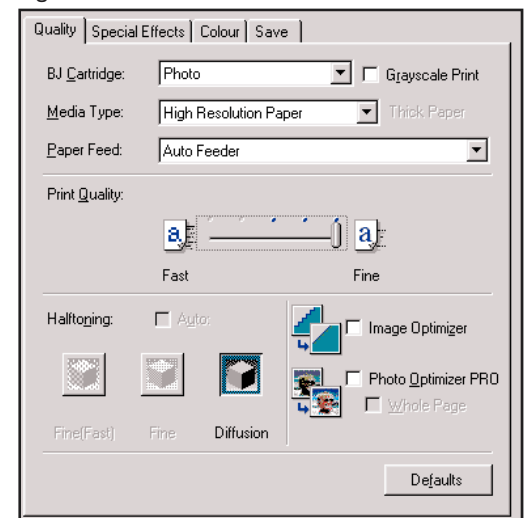 Quality Special Effects Colour Save
BJ Cartridge: Photo Grayscale Print
Media Type: High Resolution Paper Thick Paper
Paper Feed: Auto Feeder
Print Quality:
a a
Fast Fine
Halftoning: Auto: Image Optimizer
Photo Optimizer PRO
Whole Page
Fine(Fast) Fine Diffusion
Defaults